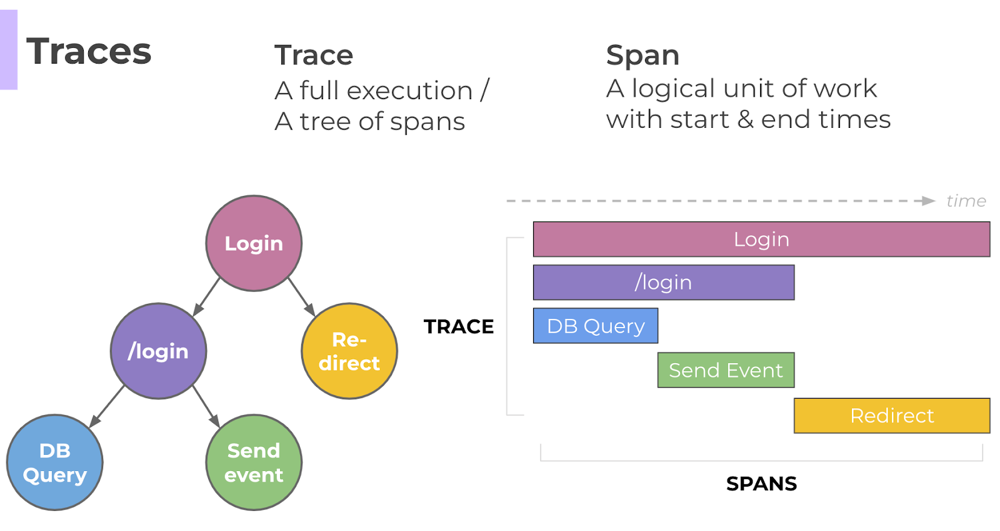 Traces
Trace
A full execution /
A tree of spans
Span
A logical unit of work
with start & end times
Login
/login
Re-
direct
DB
Query
Send
event
time
TRACE
Login
/login
DB Query
Send Event
Redirect
SPANS